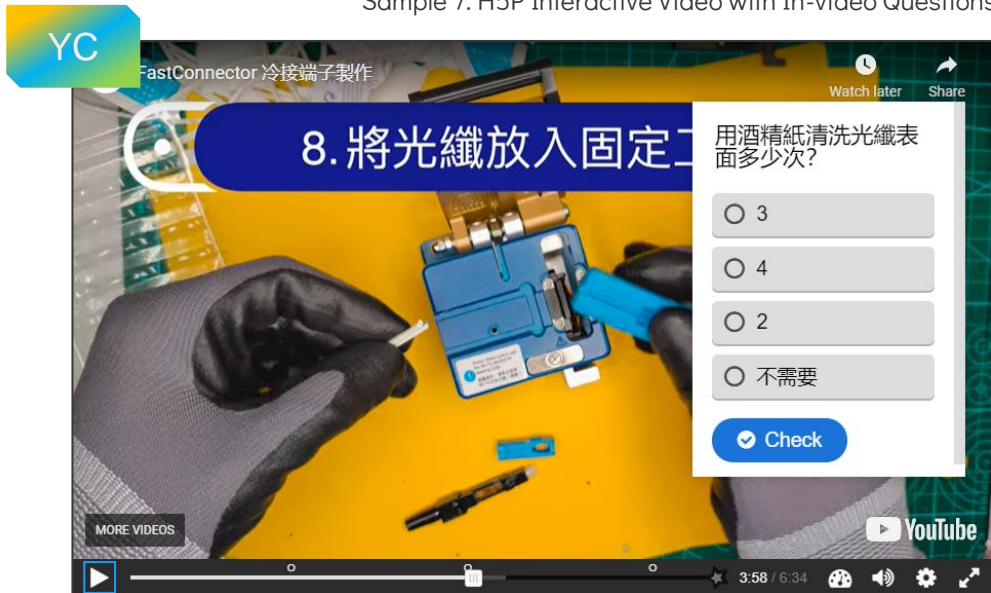 Sample 7. H5P Interactive Video with In-video Questions
YC
FastConnector 冷接端子製作
Watch later
Share
8. 將光纖放入固定
用酒精紙清洗光纖表
面多少次?
3
4
2
不需要
Check
MORE VIDEOS
YouTube
3:58 / 6:34